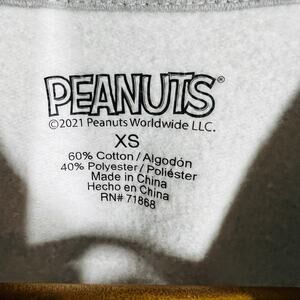 PEANUTS®
©2021 Peanuts Worldwide LLC.
XS
60% Cotton / Algodón
40% Polyester / Poliéster
Made in China
Hecho en China
RN# 71868